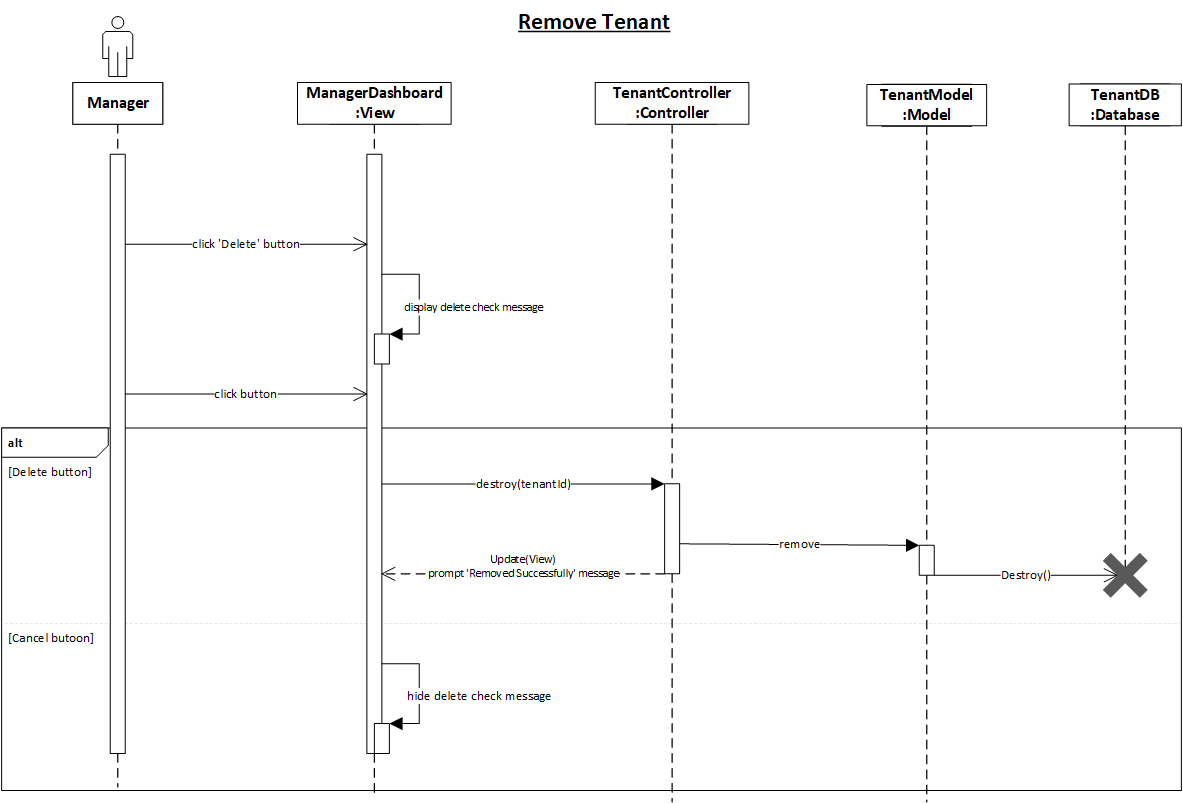 Remove Tenant
Manager
ManagerDashboard
:View
TenantController
:Controller
TenantModel
:Model
TenantDB
:Database
click 'Delete' button
display delete check message
click button
alt
[Delete button]
destroy(tenantId)
remove
Update(View)
prompt 'Removed Successfully' message
Destroy()
[Cancel butoon]
hide delete check message